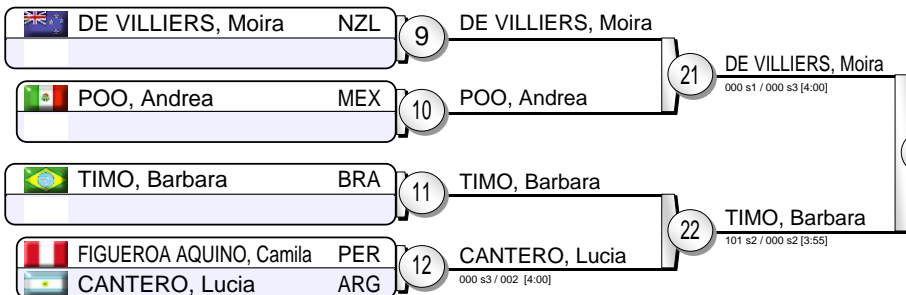 DE VILLIERS, Moira NZL
9
DE VILLIERS, Moira
POO, Andrea MEX
10
POO, Andrea
21
DE VILLIERS, Moira
000 s1 / 000 s3 [4:00]
TIMO, Barbara BRA
11
TIMO, Barbara
FIGUEROA AQUINO, Camila PER
CANTERO, Lucia ARG
12
CANTERO, Lucia
000 s3 / 002 [4:00]
22
TIMO, Barbara
101 s2 / 000 s2 [3:55]